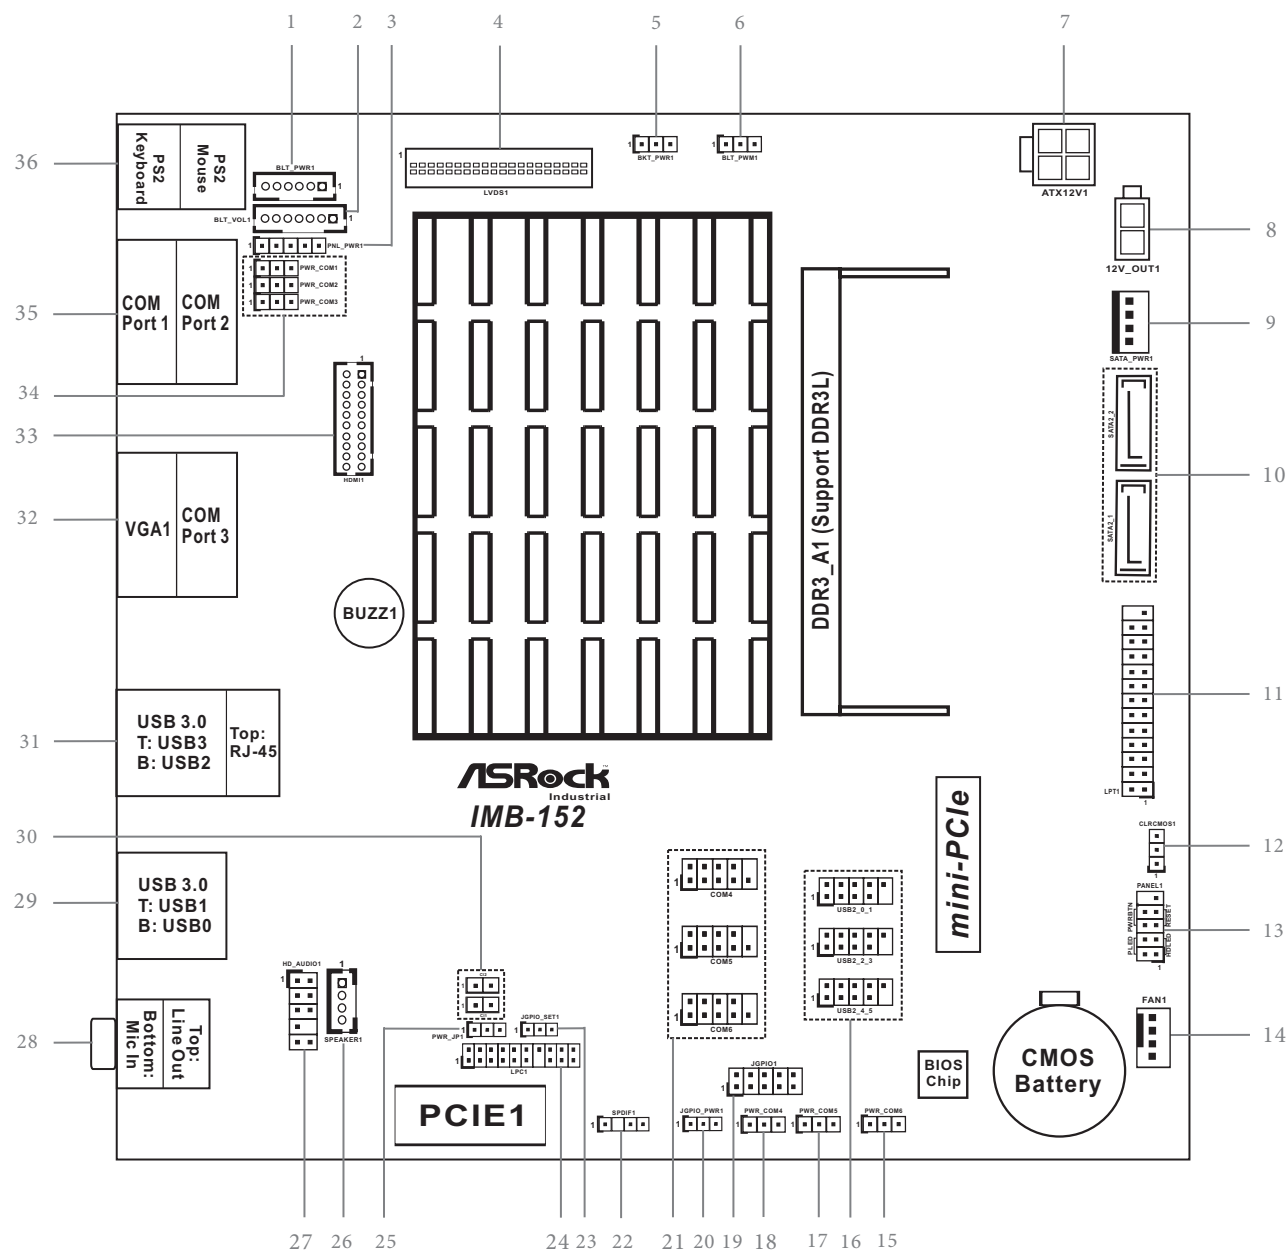 1
2
3
4
5
6
7
36
PS2
Keyboard
PS2
Mouse
BLT_PWR1
1
BLT_VOL1
1
1
PNL_PWR1
1
PWR_COM1
1
PWR_COM2
1
PWR_COM3
1
LVDS1
1
BKT_PWR1
1
BLT_PWM1
ATX12V1
8
12V_OUT1
35
COM
Port 1
COM
Port 2
9
SATA_PWR1
34
33
1
HDMI1
SATA2_2
10
SATA2_1
32
VGA1
COM
Port 3
DDR3_A1 (Support DDR3L)
BUZZ1
31
USB 3.0
T: USB3
B: USB2
Top:
RJ-45
11
LPT1
1
ASRock
Industrial
IMB-152
mini-PCIe
30
CLRCMOS1
12
1
29
USB 3.0
T: USB1
B: USB0
1
COM4
1
COM5
1
COM6
1
USB2_0_1
1
USB2_2_3
1
USB2_4_5
PANEL1
PWRBTN
RESET
PLED
HDLED
13
1
HD_AUDIO1
1
1
SPEAKER1
1
CI2
1
CI1
28
Top:
Line Out
Bottom:
Mic In
1
PWR_JP1
JGPIO_SET1
1
1
LPC1
FAN1
14
CMOS
Battery
BIOS
Chip
JGPIO1
1
PCIE1
SPDIF1
1
JGPIO_PWR1
1
PWR_COM4
1
PWR_COM5
1
PWR_COM6
1
27
26
25
24
23
22
21
20
19
18
17
16
15